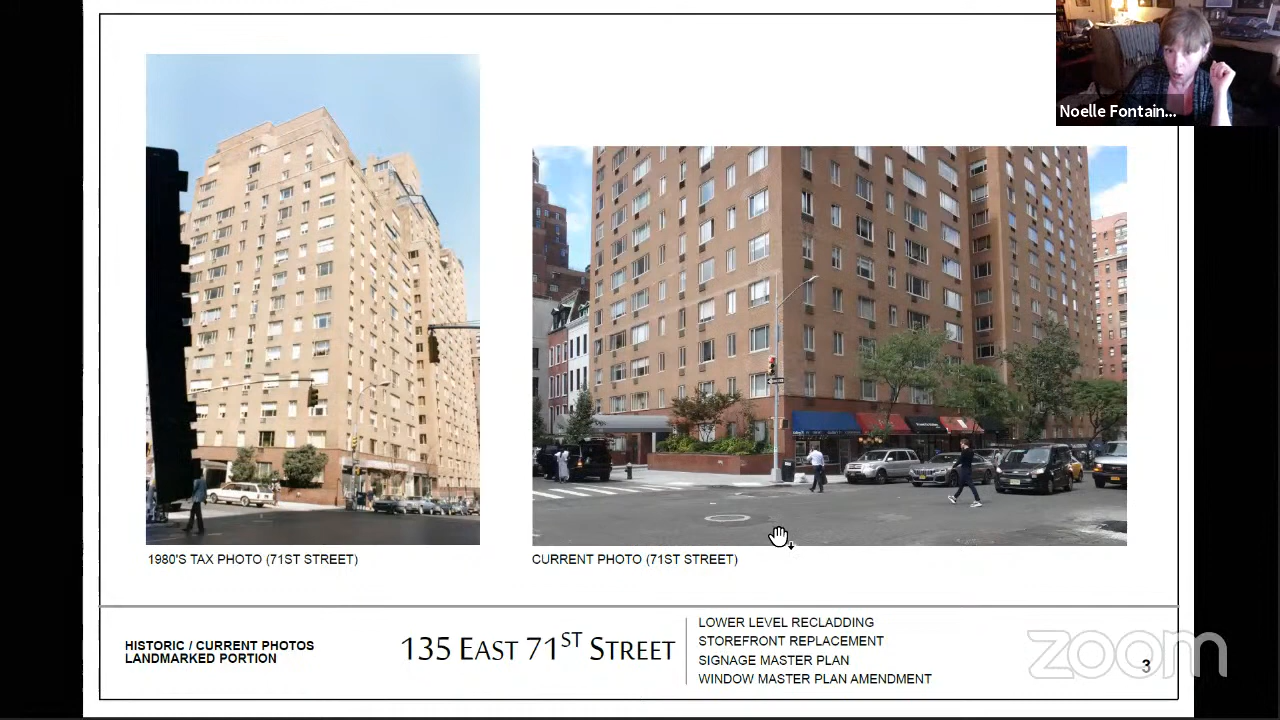 Noelle Fontain...
1980'S TAX PHOTO (71ST STREET)
CURRENT PHOTO (71ST STREET)
HISTORIC / CURRENT PHOTOS
LANDMARKED PORTION
135 EAST 71ST STREET
LOWER LEVEL RECLADDING
STOREFRONT REPLACEMENT
SIGNAGE MASTER PLAN
WINDOW MASTER PLAN AMENDMENT
zoom
3